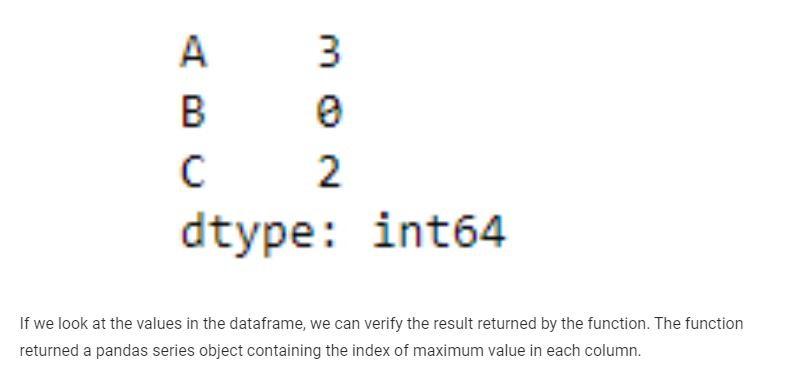 A    3
B    0
C    2
dtype: int64
If we look at the values in the dataframe, we can verify the result returned by the function. The function
returned a pandas series object containing the index of maximum value in each column.